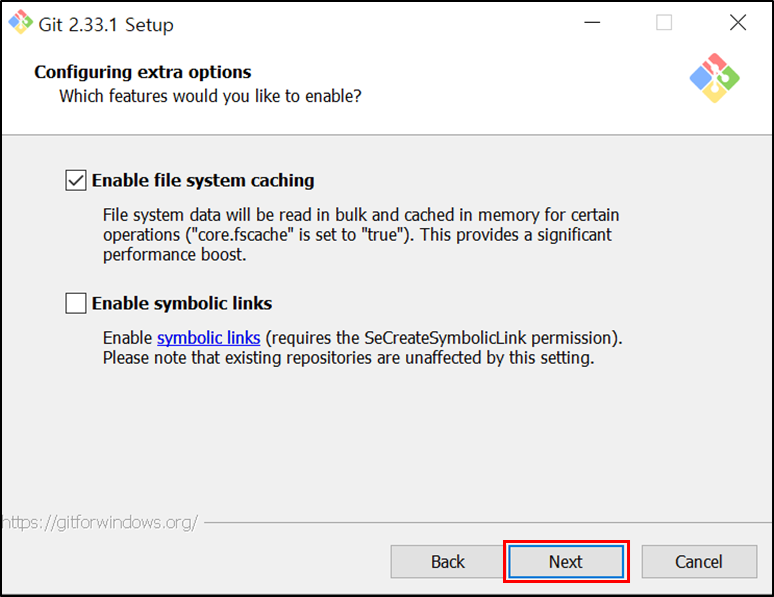 Git 2.33.1 Setup
Configuring extra options
Which features would you like to enable?
Enable file system caching
File system data will be read in bulk and cached in memory for certain
operations ("core.fscache" is set to "true"). This provides a significant
performance boost.
Enable symbolic links
Enable symbolic links (requires the SeCreateSymbolicLink permission).
Please note that existing repositories are unaffected by this setting.
https://gitforwindows.org/
Back Next Cancel